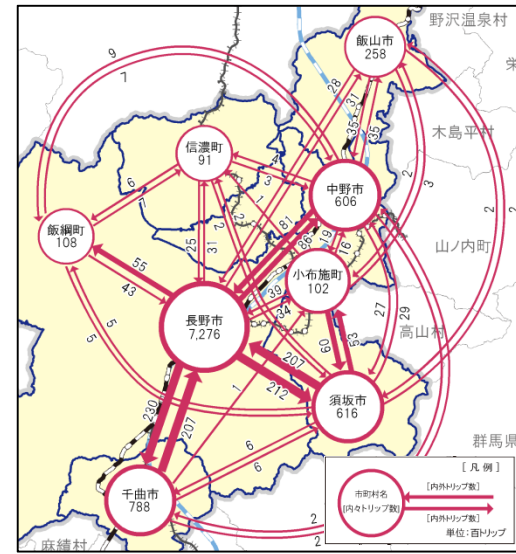 野沢温泉村
飯山市
258
9
7
28
31
35
35
木島平村
信濃町
91
4
3
中野市
606
2
3
2
2
6
7
飯綱町
108
1
2
2
山ノ内町
25
31
81
86
19
16
小布施町
102
55
43
39
34
27
29
長野市
7,276
60
53
高山村
5
5
207
212
須坂市
616
230
207
1
6
6
群馬県
千曲市
788
2
2
麻績村
[ 凡 例 ]
市町村名
[内々トリップ数]
[内外トリップ数]
[内外トリップ数]
単位：百トリップ